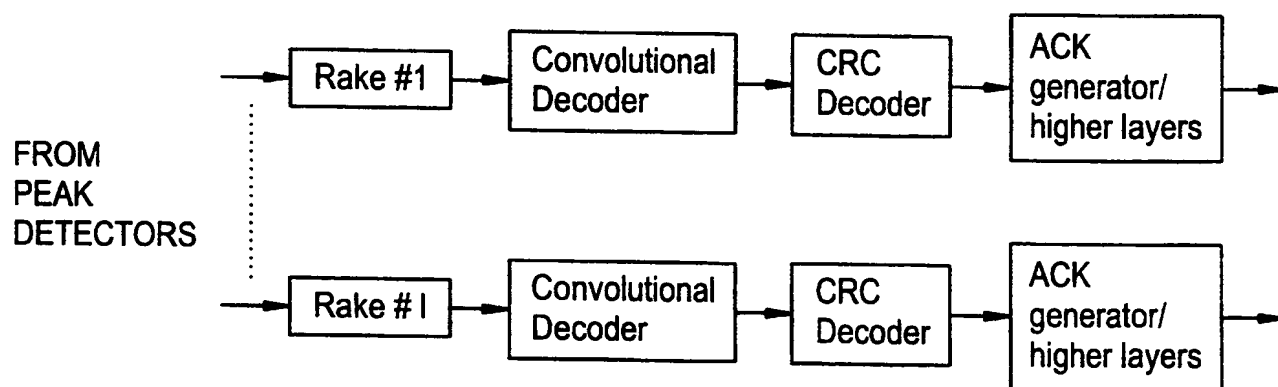 FROM
PEAK
DETECTORS
Rake #1
Convolutional
Decoder
CRC
Decoder
ACK
generator/
higher layers
Rake # I
Convolutional
Decoder
CRC
Decoder
ACK
generator/
higher layers